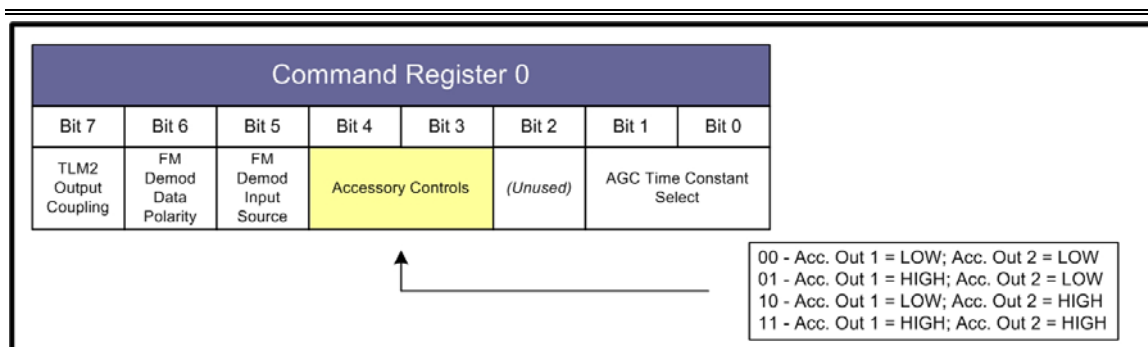 Command Register 0
Bit 7 Bit 6 Bit 5 Bit 4 Bit 3 Bit 2 Bit 1 Bit 0
TLM2
Output
Coupling
FM
Demod
Data
Polarity
FM
Demod
Input
Source
Accessory Controls
(Unused)
AGC Time Constant
Select
00 - Acc. Out 1 = LOW; Acc. Out 2 = LOW
01 - Acc. Out 1 = HIGH; Acc. Out 2 = LOW
10 - Acc. Out 1 = LOW; Acc. Out 2 = HIGH
11 - Acc. Out 1 = HIGH; Acc. Out 2 = HIGH